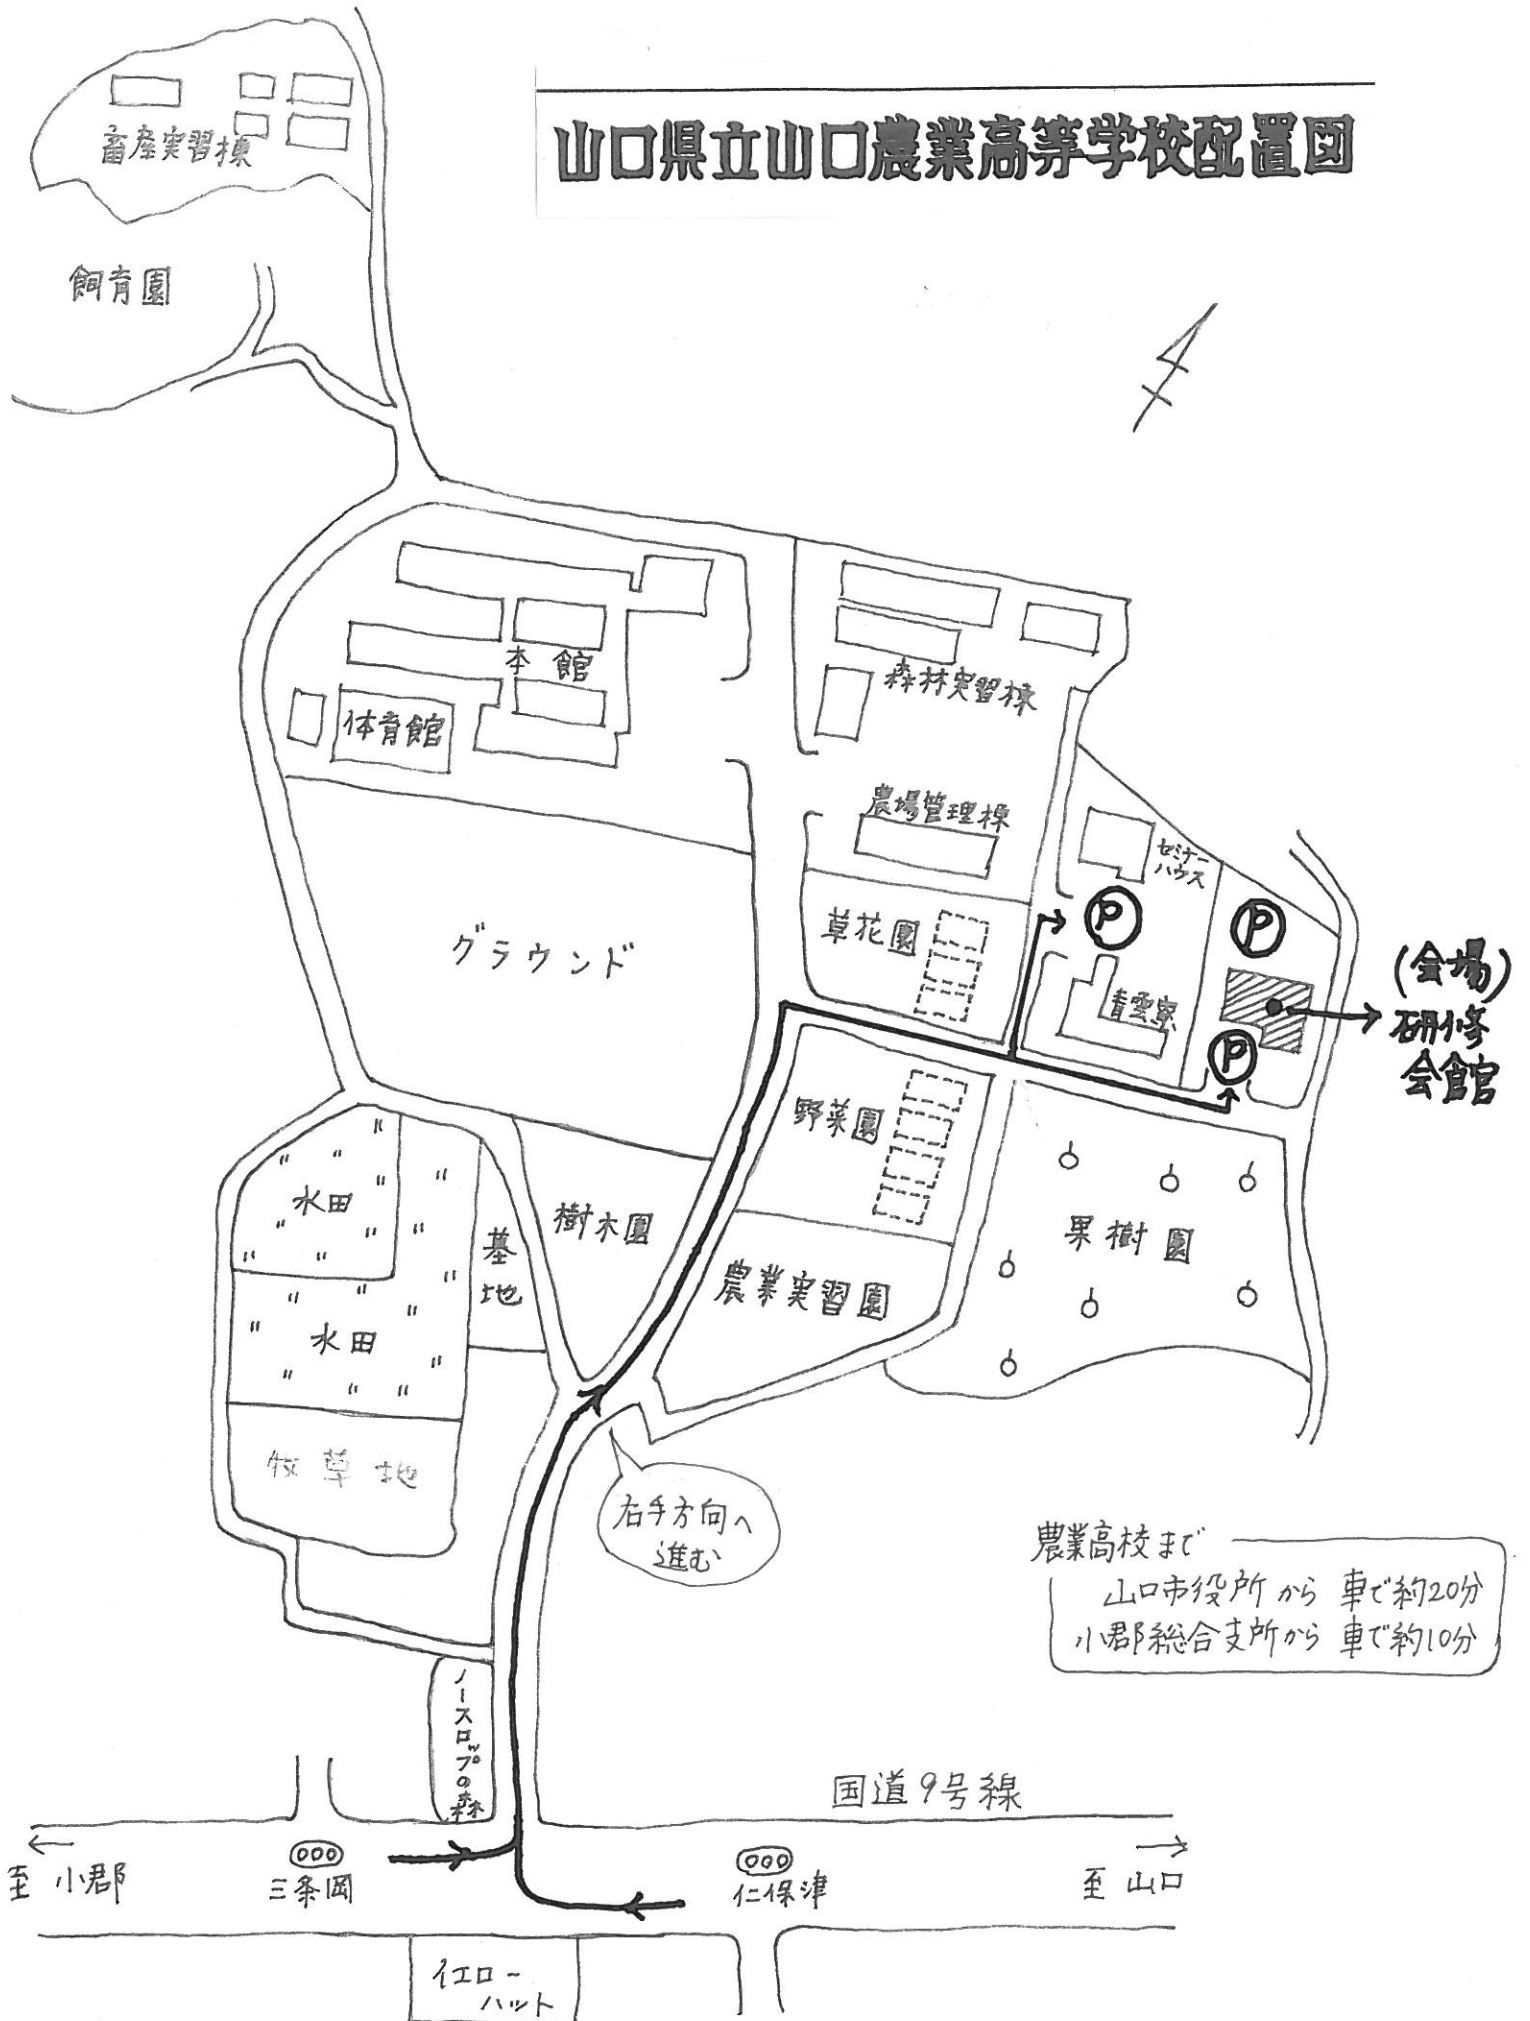 山口県立山口農業高等学校配置図
畜産実習棟
飼育園
本館
体育館
森林実習棟
農場管理棟
セミナー
ハウス
P
P
草花園
グラウンド
青雲寮
P
(会場)
研修
会館
野菜園
樹木園
果樹園
水田
墓
地
農業実習園
水田
牧草地
右手方向へ
進む
農業高校まで
山口市役所から 車で約20分
小郡総合支所から 車で約10分
ノースロップの森
国道9号線
至 小郡
三条岡
仁保津
至 山口
イエロー
ハット